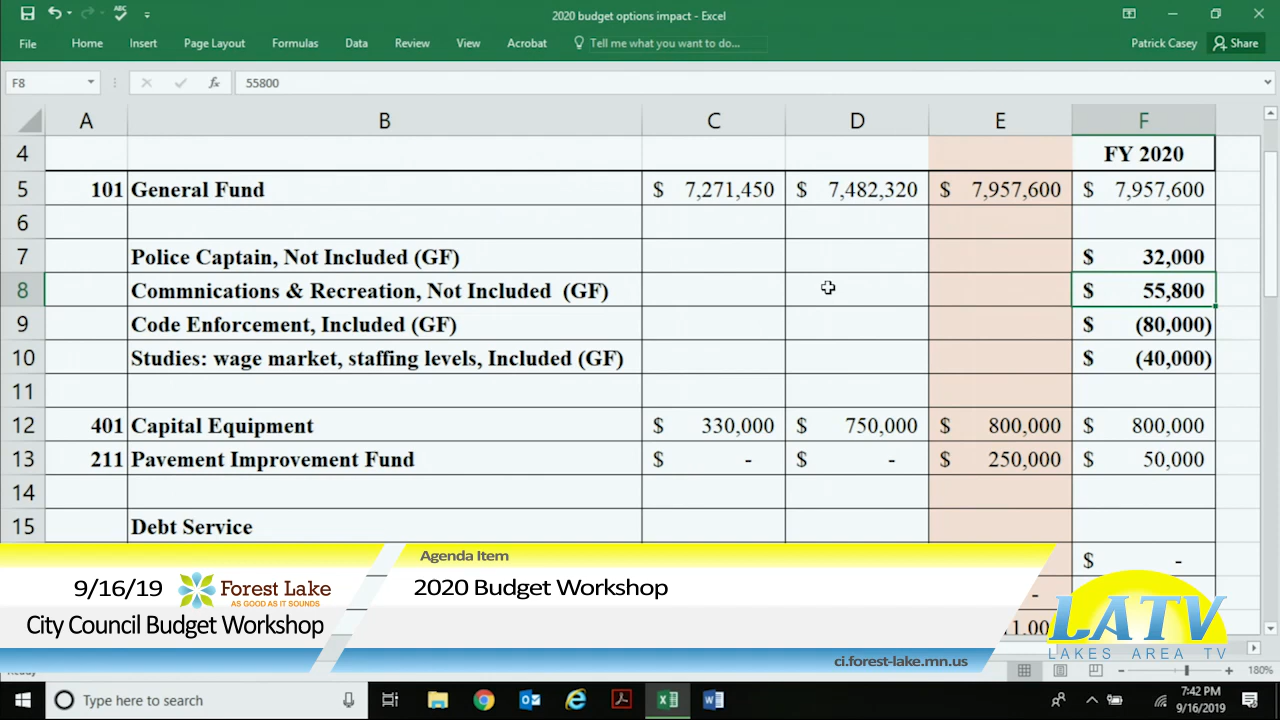 2020 budget options impact - Excel
File Home Insert Page Layout Formulas Data Review View Acrobat Tell me what you want to do... Patrick Casey Share
F8 fx 55800
A B C D E F
4 FY 2020
5 101 General Fund $ 7,271,450 $ 7,482,320 $ 7,957,600 $ 7,957,600
6
7 Police Captain, Not Included (GF) $ 32,000
8 Commnications & Recreation, Not Included (GF) $ 55,800
9 Code Enforcement, Included (GF) $ (80,000)
10 Studies: wage market, staffing levels, Included (GF) $ (40,000)
11
12 401 Capital Equipment $ 330,000 $ 750,000 $ 800,000 $ 800,000
13 211 Pavement Improvement Fund $ - $ - $ 250,000 $ 50,000
14
15 Debt Service
$ -
-
Agenda Item
9/16/19 Forest Lake 2020 Budget Workshop
AS GOOD AS IT SOUNDS
City Council Budget Workshop
LATV
LAKES AREA TV
ci.forest-lake.mn.us
180%
Type here to search
7:42 PM
9/16/2019